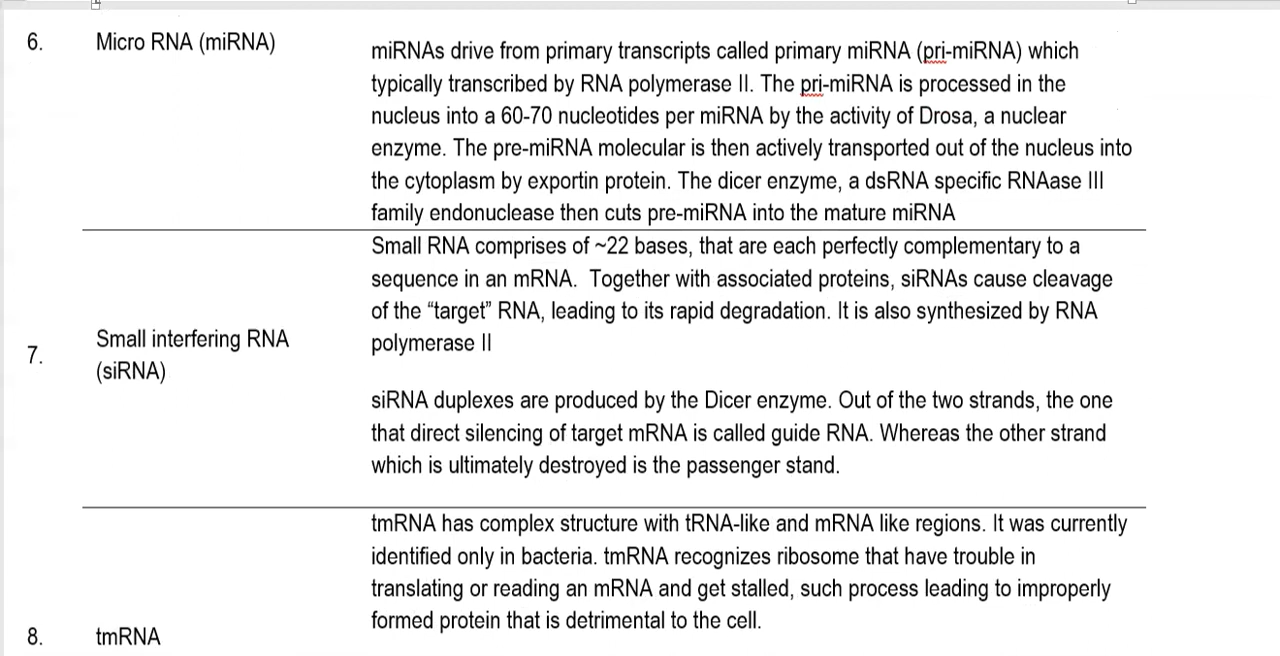 6. Micro RNA (miRNA)
miRNAs drive from primary transcripts called primary miRNA (pri-miRNA) which
typically transcribed by RNA polymerase II. The pri-miRNA is processed in the
nucleus into a 60-70 nucleotides per miRNA by the activity of Drosa, a nuclear
enzyme. The pre-miRNA molecular is then actively transported out of the nucleus into
the cytoplasm by exportin protein. The dicer enzyme, a dsRNA specific RNAase III
family endonuclease then cuts pre-miRNA into the mature miRNA
7. Small interfering RNA
(siRNA)
Small RNA comprises of ~22 bases, that are each perfectly complementary to a
sequence in an mRNA. Together with associated proteins, siRNAs cause cleavage
of the “target” RNA, leading to its rapid degradation. It is also synthesized by RNA
polymerase II
siRNA duplexes are produced by the Dicer enzyme. Out of the two strands, the one
that direct silencing of target mRNA is called guide RNA. Whereas the other strand
which is ultimately destroyed is the passenger stand.
8. tmRNA
tmRNA has complex structure with tRNA-like and mRNA like regions. It was currently
identified only in bacteria. tmRNA recognizes ribosome that have trouble in
translating or reading an mRNA and get stalled, such process leading to improperly
formed protein that is detrimental to the cell.